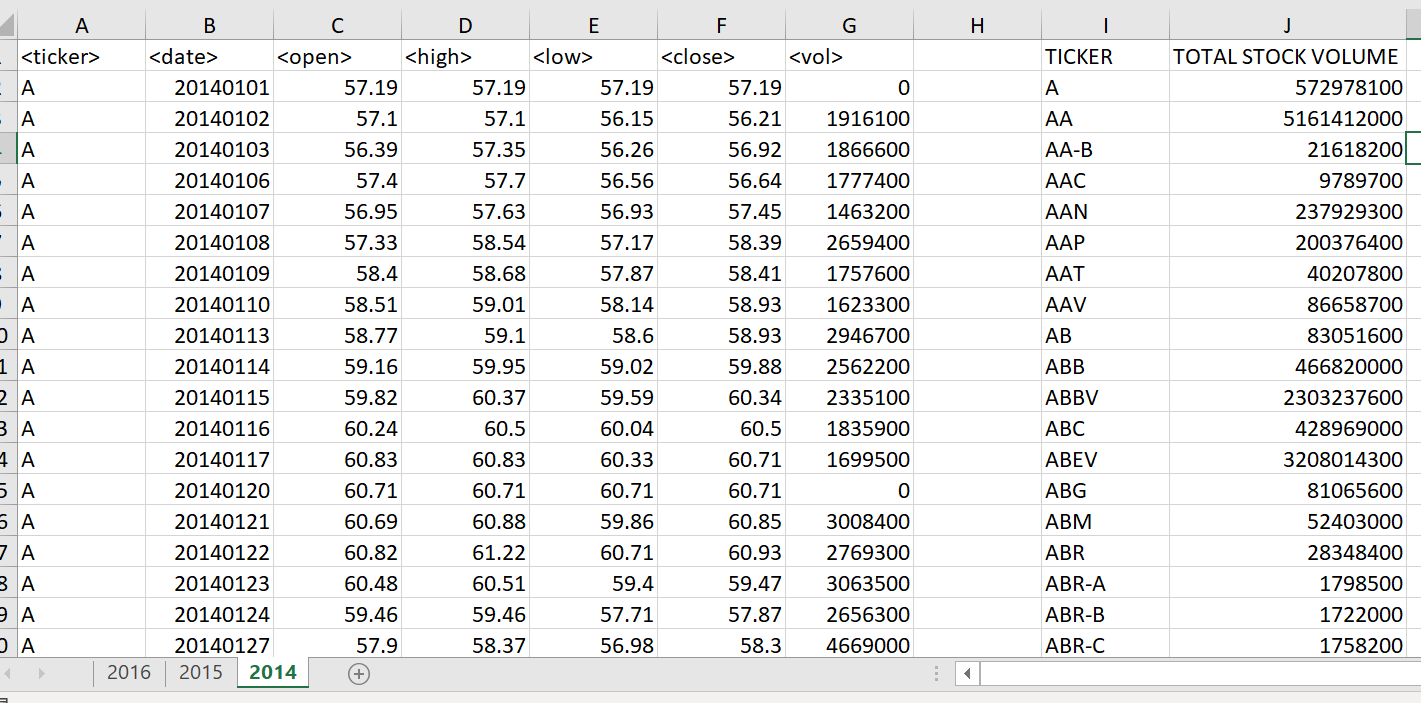 A B C D E F G H I J
<ticker> <date> <open> <high> <low> <close> <vol> TICKER TOTAL STOCK VOLUME
A 20140101 57.19 57.19 57.19 57.19 0 A 572978100
A 20140102 57.1 57.1 56.15 56.21 1916100 AA 5161412000
A 20140103 56.39 57.35 56.26 56.92 1866600 AA-B 21618200
A 20140106 57.4 57.7 56.56 56.64 1777400 AAC 9789700
A 20140107 56.95 57.63 56.93 57.45 1463200 AAN 237929300
A 20140108 57.33 58.54 57.17 58.39 2659400 AAP 200376400
A 20140109 58.4 58.68 57.87 58.41 1757600 AAT 40207800
A 20140110 58.51 59.01 58.14 58.93 1623300 AAV 86658700
A 20140113 58.77 59.1 58.6 58.93 2946700 AB 83051600
A 20140114 59.16 59.95 59.02 59.88 2562200 ABB 466820000
A 20140115 59.82 60.37 59.59 60.34 2335100 ABBV 2303237600
A 20140116 60.24 60.5 60.04 60.5 1835900 ABC 428969000
A 20140117 60.83 60.83 60.33 60.71 1699500 ABEV 3208014300
A 20140120 60.71 60.71 60.71 60.71 0 ABG 81065600
A 20140121 60.69 60.88 59.86 60.85 3008400 ABM 52403000
A 20140122 60.82 61.22 60.71 60.93 2769300 ABR 28348400
A 20140123 60.48 60.51 59.4 59.47 3063500 ABR-A 1798500
A 20140124 59.46 59.46 57.71 57.87 2656300 ABR-B 1722000
A 20140127 57.9 58.37 56.98 58.3 4669000 ABR-C 1758200
2016 2015 2014